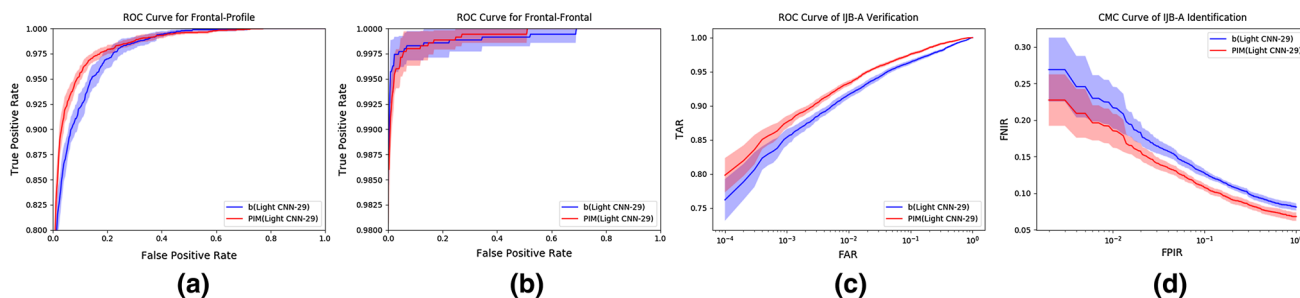 ROC Curve for Frontal-Profile
True Positive Rate
1.000
0.975
0.950
0.925
0.900
0.875
0.850
0.825
0.800
b(Light CNN-29)
PIM(Light CNN-29)
0.0 0.2 0.4 0.6 0.8 1.0
False Positive Rate
(a)
ROC Curve for Frontal-Frontal
True Positive Rate
1.0000
0.9975
0.9950
0.9925
0.9900
0.9875
0.9850
0.9825
0.9800
b(Light CNN-29)
PIM(Light CNN-29)
0.0 0.2 0.4 0.6 0.8 1.0
False Positive Rate
(b)
ROC Curve of IJB-A Verification
TAR
1.00
0.95
0.90
0.85
0.80
0.75
b(Light CNN-29)
PIM(Light CNN-29)
10⁻⁴ 10⁻³ 10⁻² 10⁻¹ 10⁰
FAR
(c)
CMC Curve of IJB-A Identification
FNIR
0.30
0.25
0.20
0.15
0.10
0.05
b(Light CNN-29)
PIM(Light CNN-29)
10⁻² 10⁻¹ 10⁰
FPIR
(d)